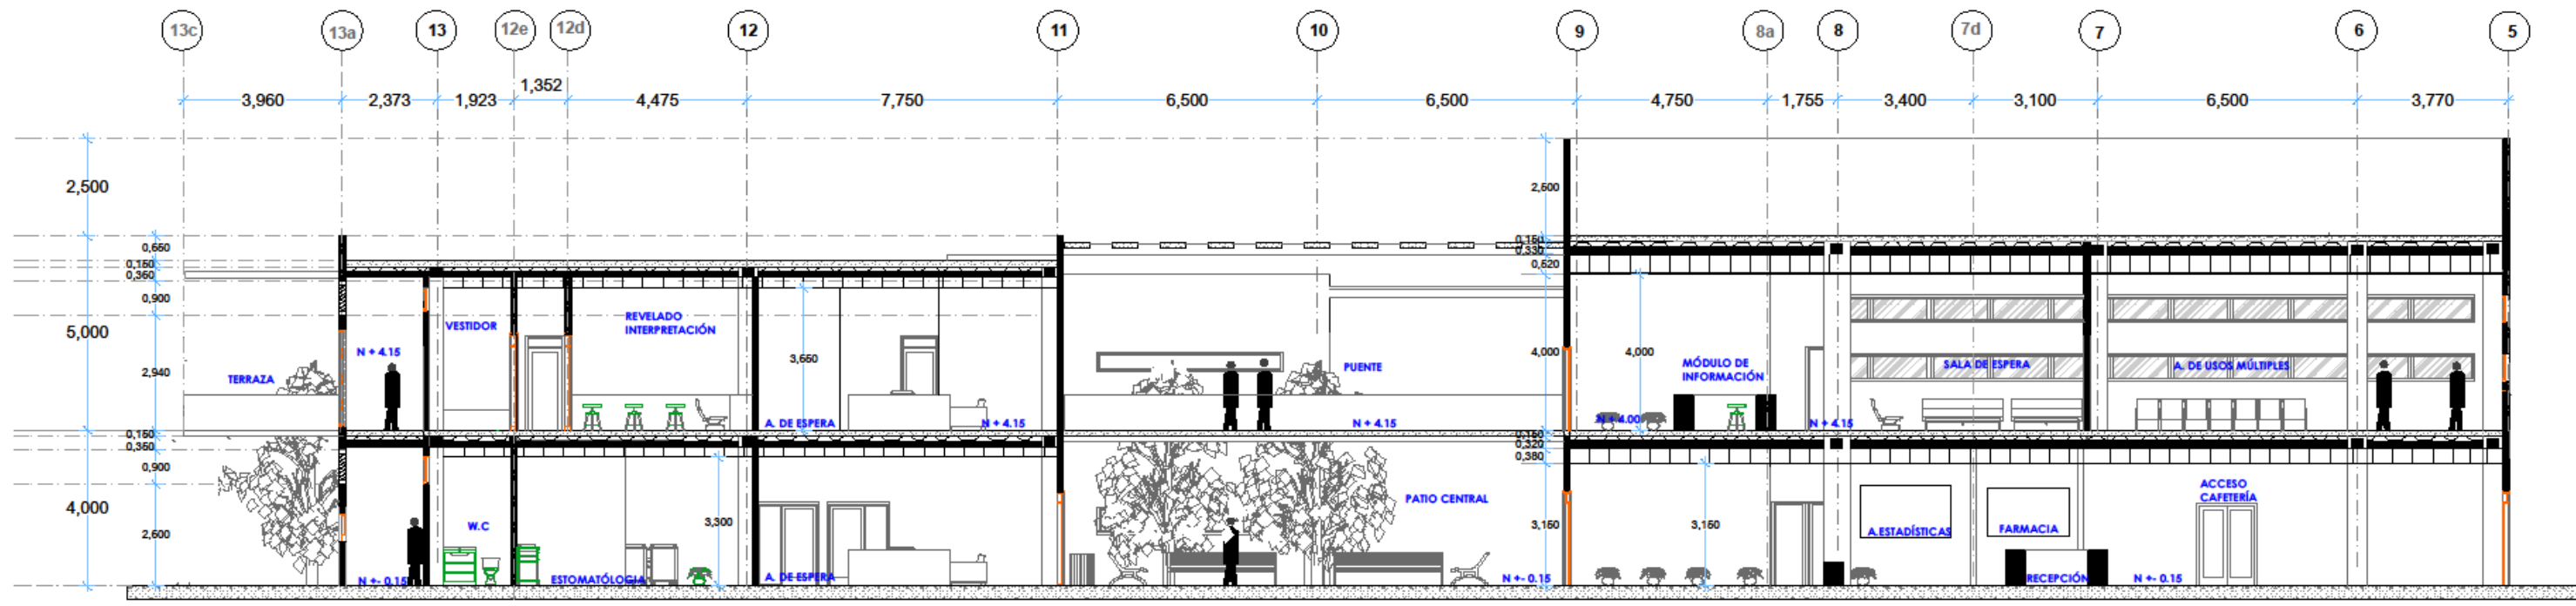 13c 13a 13 12e 12d 12 11 10 9 8a 8 7d 7 6 5
1,352
3,960 2,373 1,923 4,475 7,750 6,500 6,500 4,750 1,755 3,400 3,100 6,500 3,770
2,500
2,500
0,150
0,330
0,520
0,150
0,360
0,900
5,000
2,940
VESTIDOR
REVELADO
INTERPRETACIÓN
N + 4.15
3,650
4,000
4,000
TERRAZA
PUENTE
MÓDULO DE
INFORMACIÓN
SALA DE ESPERA
A. DE USOS MÚLTIPLES
A. DE ESPERA
N + 4.15
N + 4.15
N + 4.00
N + 4.15
0,150
0,360
0,900
0,150
0,320
0,380
4,000
2,600
W.C
3,300
PATIO CENTRAL
3,150
3,150
A.ESTADÍSTICAS
FARMACIA
ACCESO
CAFETERÍA
N +- 0.15
ESTOMATÓLOGIA
A. DE ESPERA
N +- 0.15
RECEPCIÓN
N +- 0.15